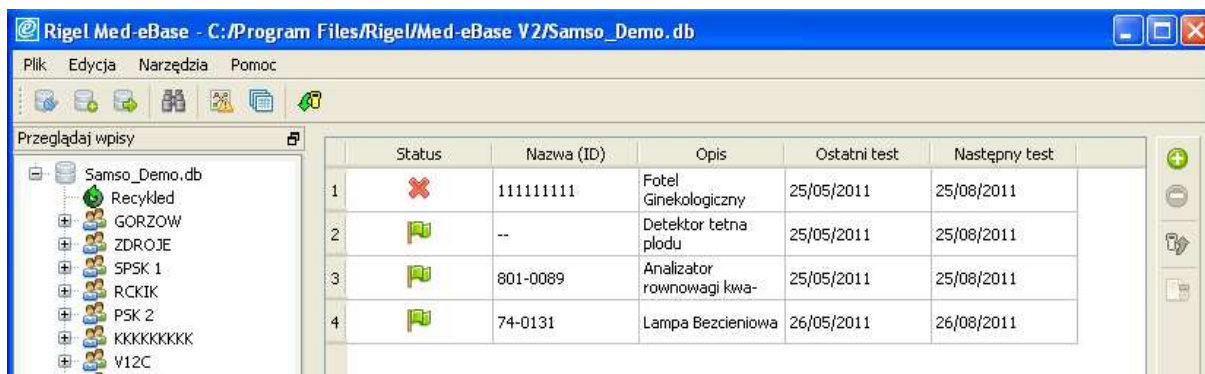 Rigel Med-eBase - C:/Program Files/Rigel/Med-eBase V2/Samso_Demo.db
Plik Edycja Narzędzia Pomoc
Przeglądaj wpisy
Samso_Demo.db
Recykled
GORZOW
ZDROJE
SPSK 1
RCKIK
PSK 2
KKKKKKKKK
V12C
Status Nazwa (ID) Opis Ostatni test Następny test
1 111111111 Fotel
Ginekologiczny 25/05/2011 25/08/2011
2 -- Detektor tetna
plodu 25/05/2011 25/08/2011
3 801-0089 Analizator
rownowagi kwa- 25/05/2011 25/08/2011
4 74-0131 Lampa Bezcieniowa 26/05/2011 26/08/2011